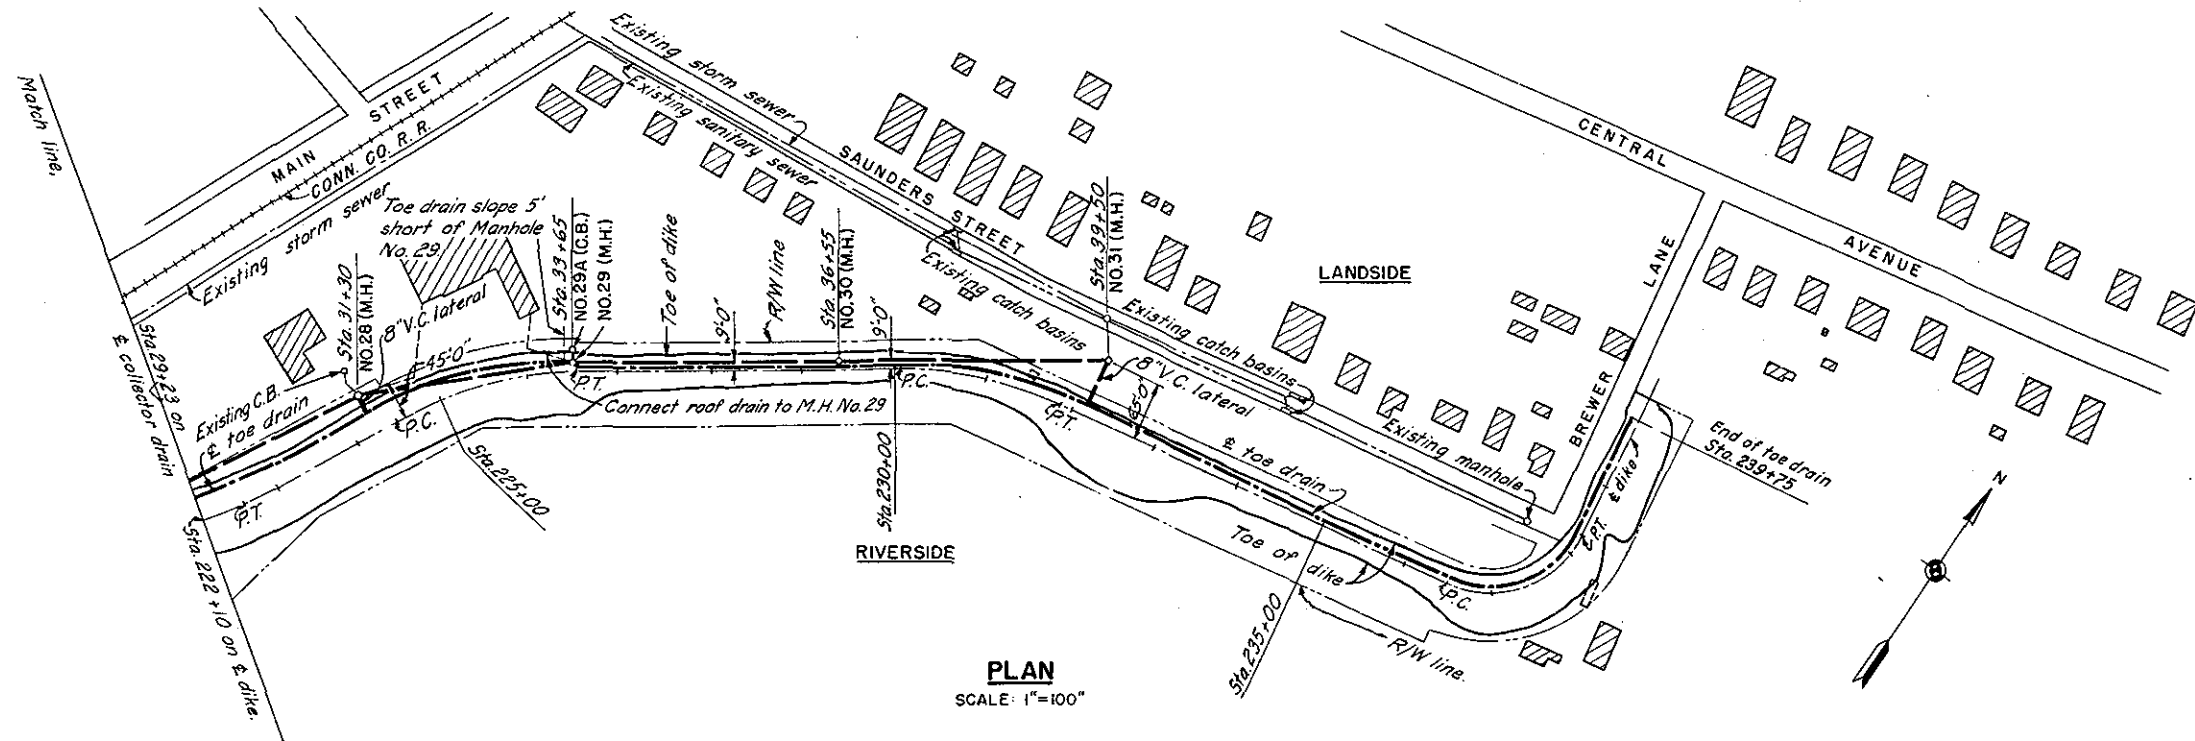 Match line.
MAIN STREET
CONN. CO. R. R.
Existing storm sewer
Existing storm sewer
Existing sanitary sewer
SAUNDERS STREET
CENTRAL AVENUE
BREWER LANE
LANDSIDE
RIVERSIDE
Toe drain slope 5'
short of Manhole
No. 29.
Sta. 31+30
NO.28 (M.H.)
8" V.C. lateral
45'-0"
Sta. 33+65
NO.29A (C.B.)
NO.29 (M.H.)
Toe of dike
9'-0"
R/W line
Sta. 36+55
NO.30 (M.H.)
9'-0"
Existing catch basins
Sta. 39+50
NO.31 (M.H.)
Existing catch basins
8" V.C. lateral
65'-0"
Existing C.B.
℄ toe drain
Sta. 29+23 on
℄ collector drain
P.T.
P.C.
P.T.
Connect roof drain to M.H. No. 29
P.C.
P.T.
℄ toe drain
Existing manhole
End of toe drain
Sta. 239+75
℄ dike
P.T.
P.C.
Sta. 225+00
Sta. 230+00
Sta. 235+00
Toe of dike
R/W line.
Sta. 222+10 on ℄ dike.
N
PLAN
SCALE: 1"=100"